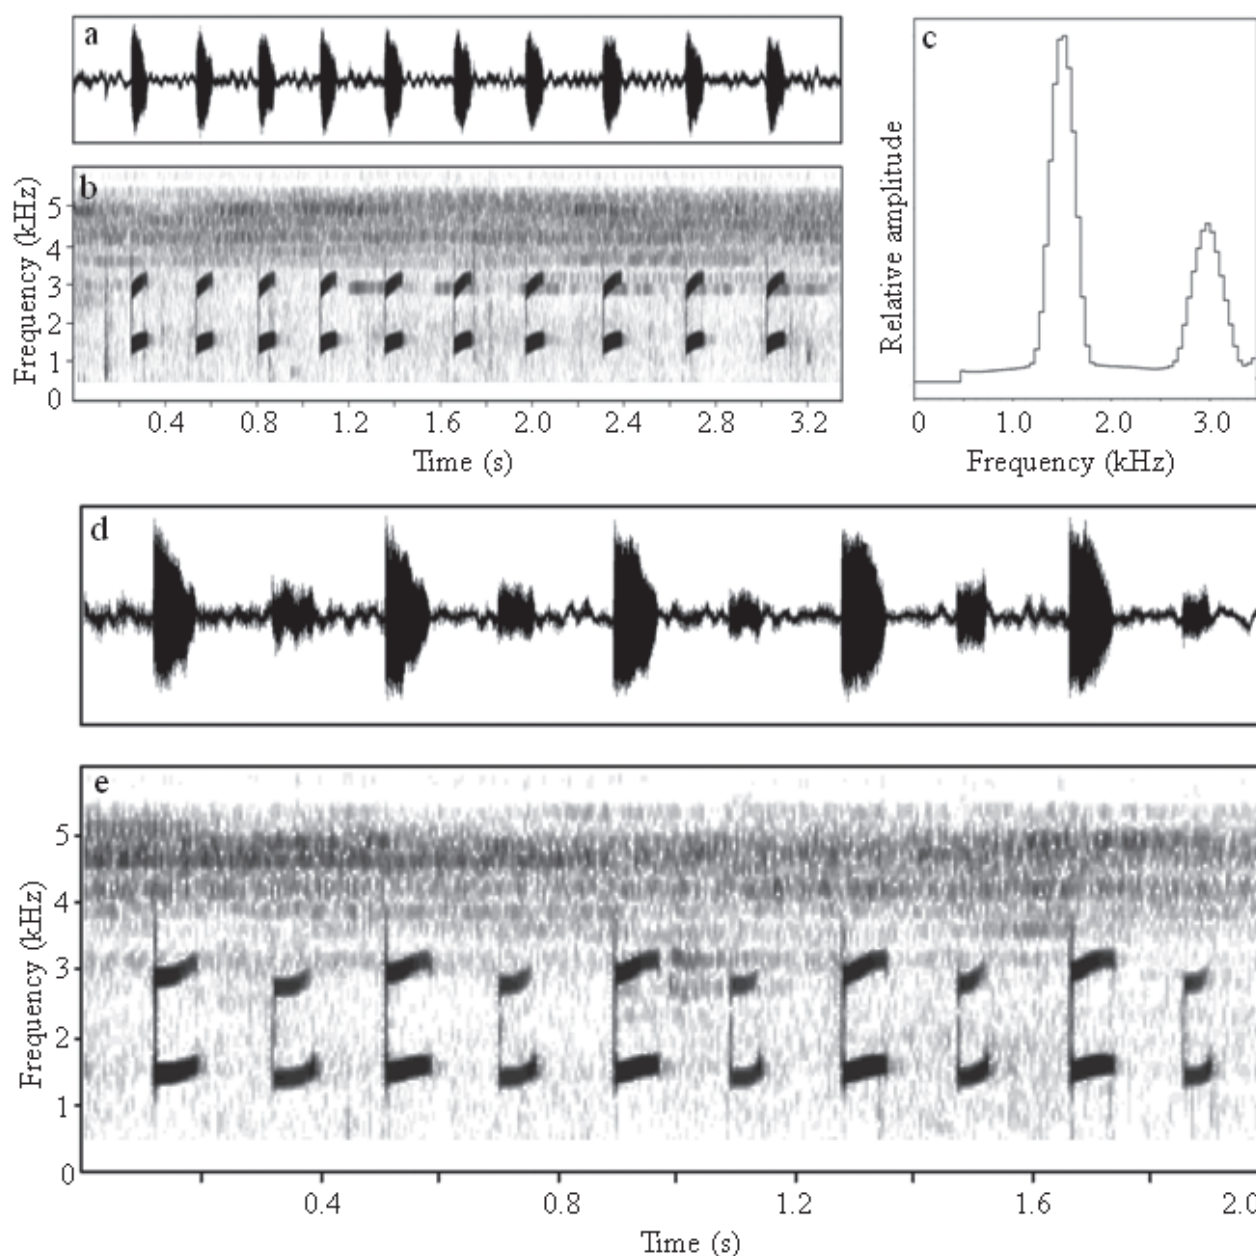 a
b
Frequency (kHz)
5
4
3
2
1
0
0.4 0.8 1.2 1.6 2.0 2.4 2.8 3.2
Time (s)
c
Relative amplitude
0 1.0 2.0 3.0
Frequency (kHz)
d
e
Frequency (kHz)
5
4
3
2
1
0
0.4 0.8 1.2 1.6 2.0
Time (s)